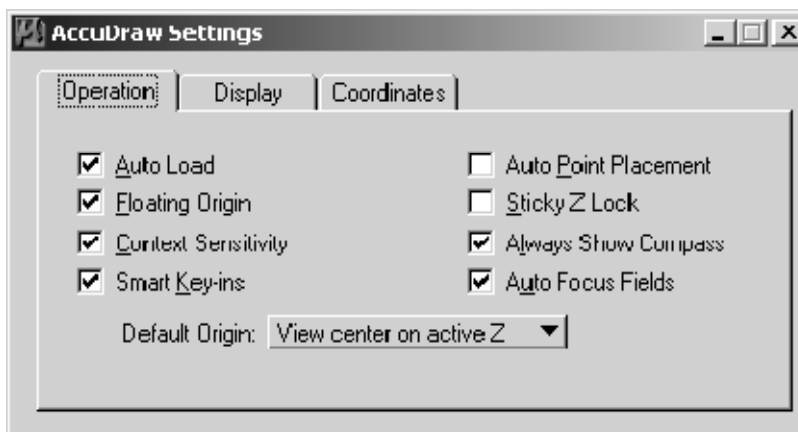 AccuDraw Settings
Operation Display Coordinates
Auto Load Auto Point Placement
Floating Origin Sticky Z Lock
Context Sensitivity Always Show Compass
Smart Key-ins Auto Focus Fields
Default Origin: View center on active Z